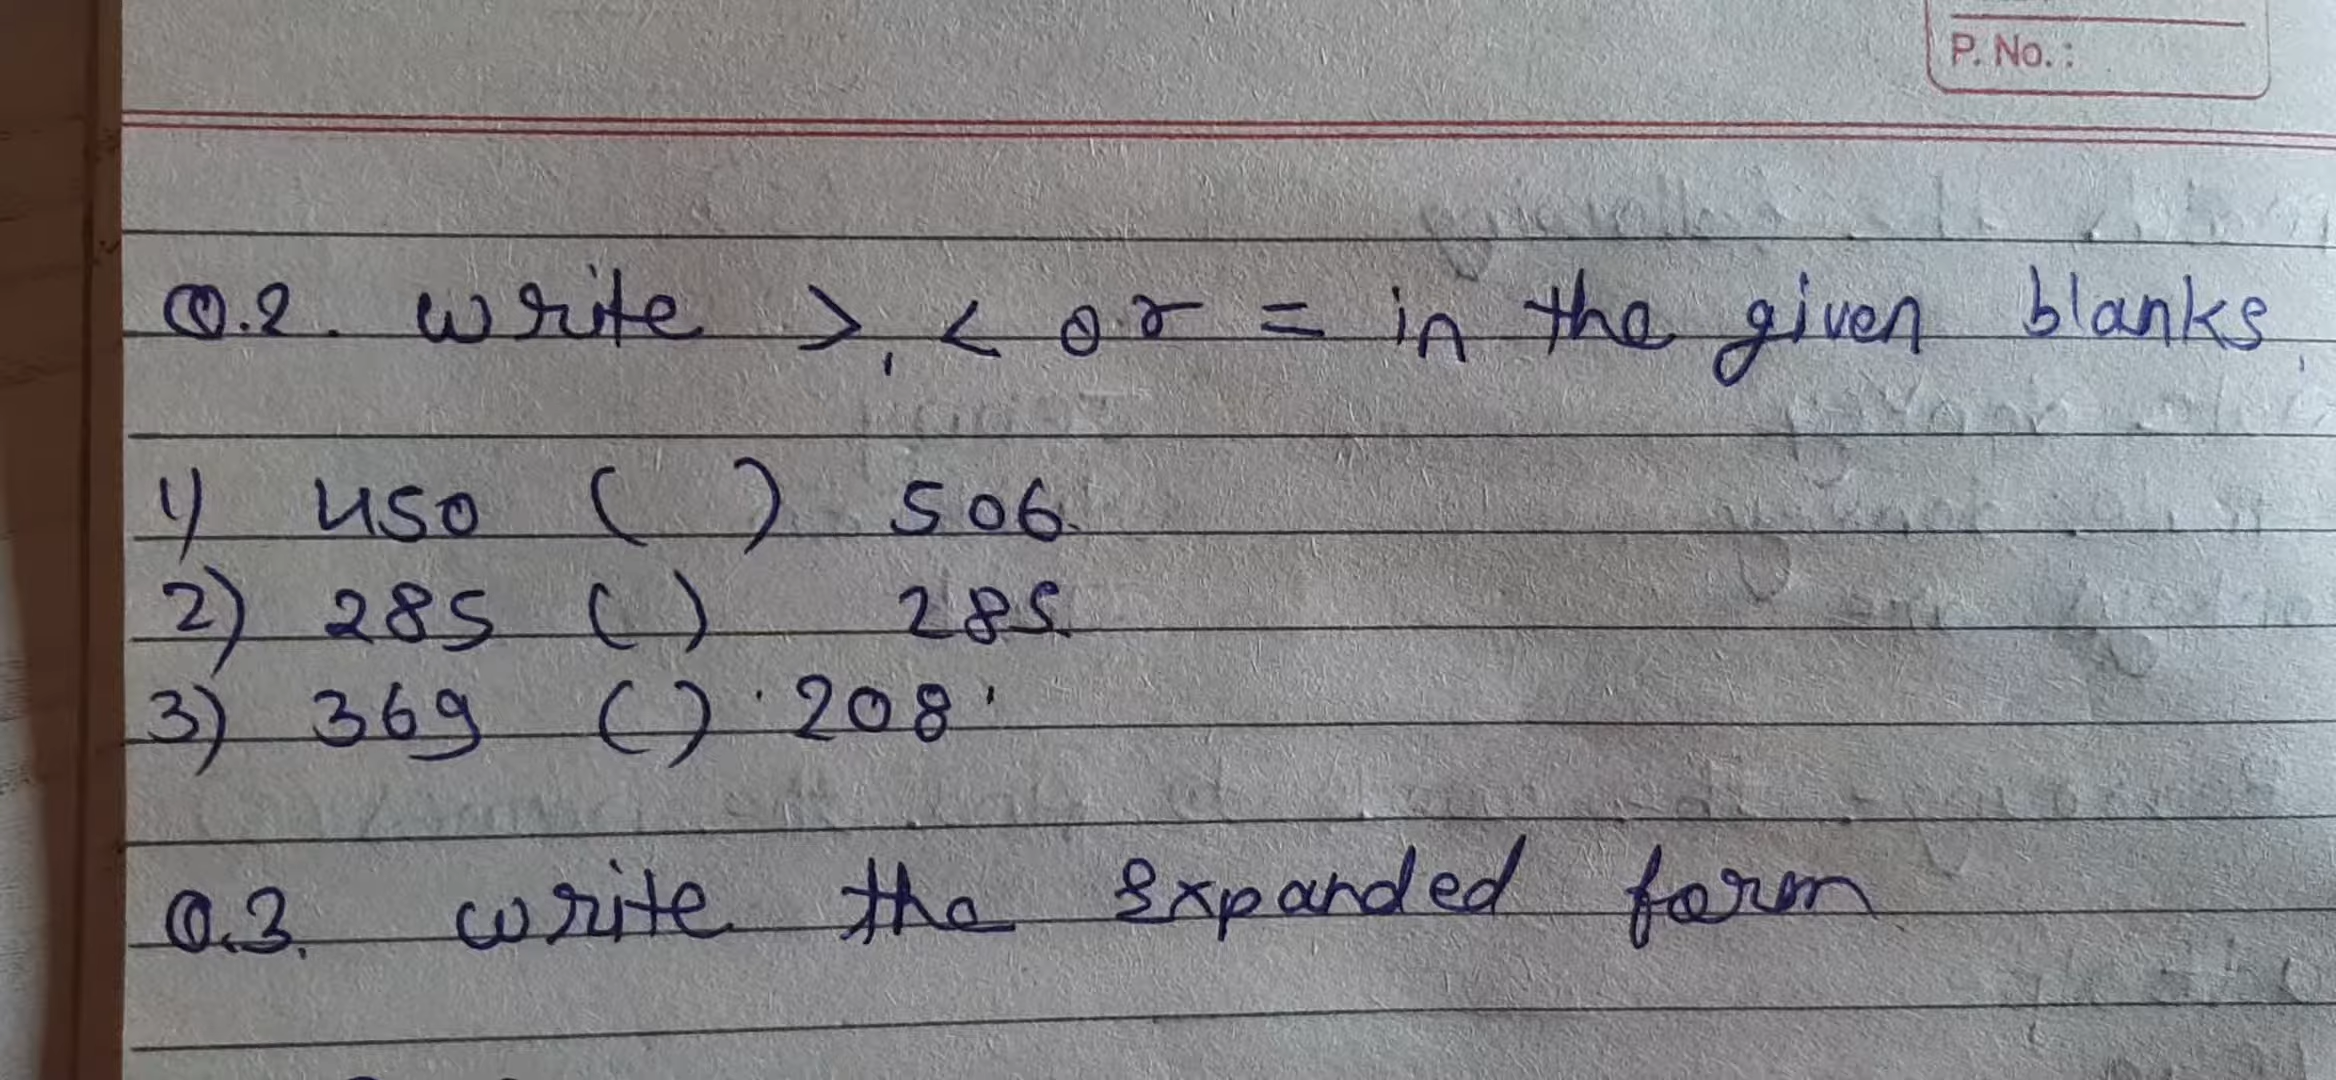 P. No. :
Q.2. write >, < or = in the given blanks.
1) 450 ( ) 506.
2) 285 ( ) 285.
3) 369 ( ) 208
Q.3. write the Expanded form